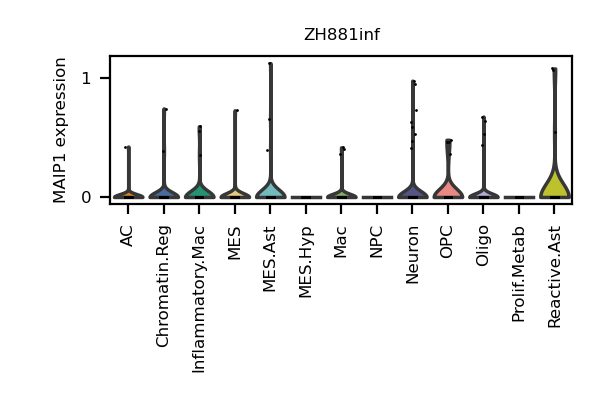 ZH881inf
MAIP1 expression
1
0
AC
Chromatin.Reg
Inflammatory.Mac
MES
MES.Ast
MES.Hyp
Mac
NPC
Neuron
OPC
Oligo
Prolif.Metab
Reactive.Ast